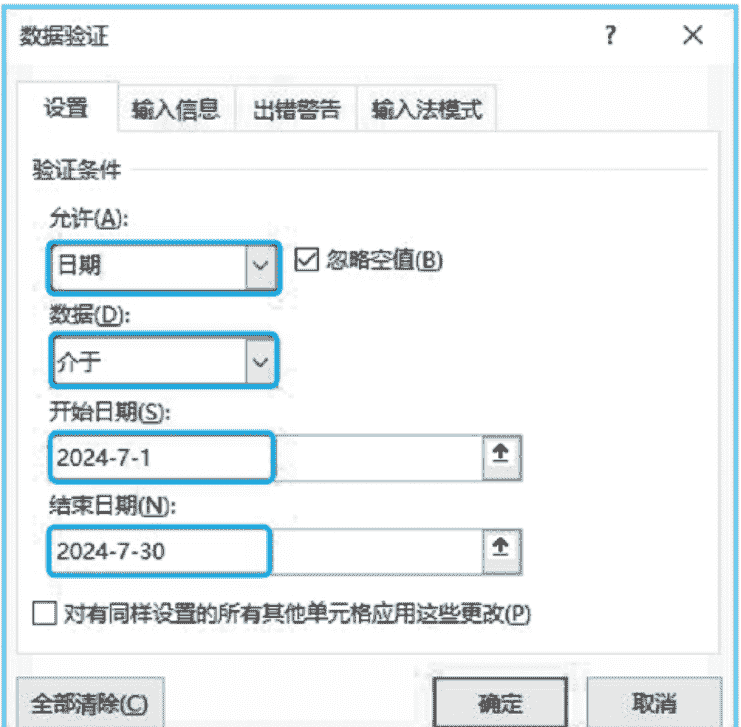 数据验证 ? ×
设置 输入信息 出错警告 输入法模式
验证条件
允许(A):
日期 忽略空值(B)
数据(D):
介于
开始日期(S):
2024-7-1
结束日期(N):
2024-7-30
对有同样设置的所有其他单元格应用这些更改(P)
全部清除(C) 确定 取消